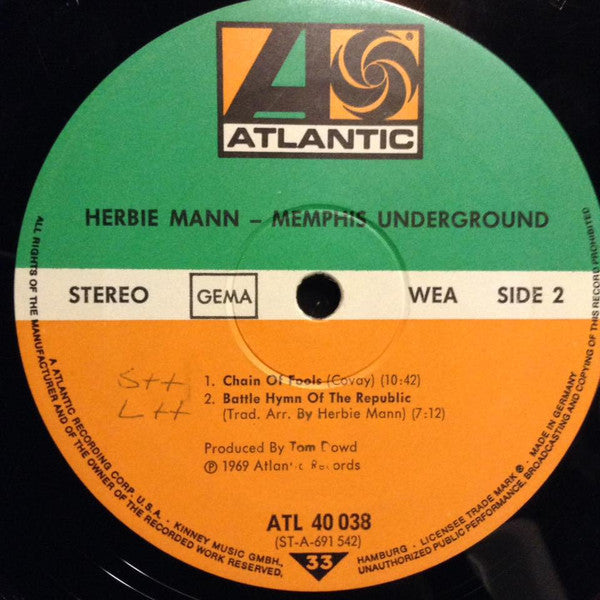 ATLANTIC
HERBIE MANN – MEMPHIS UNDERGROUND
STEREO GEMA WEA SIDE 2
1. Chain Of Fools (Covay) (10:42)
2. Battle Hymn Of The Republic
(Trad. Arr. By Herbie Mann) (7:12)
Produced By Tom Dowd
℗ 1969 Atlantic Records
ATL 40 038
(ST-A-691 542)
33
ALL RIGHTS OF THE MANUFACTURER AND OF THE OWNER OF THE RECORDED WORK RESERVED,
UNAUTHORIZED PUBLIC PERFORMANCE, BROADCASTING AND COPYING OF THIS RECORD PROHIBITED
A ATLANTIC RECORDING CORP. U.S.A. · KINNEY MUSIC GMBH., HAMBURG · LICENSEE TRADE MARK ® · MADE IN GERMANY